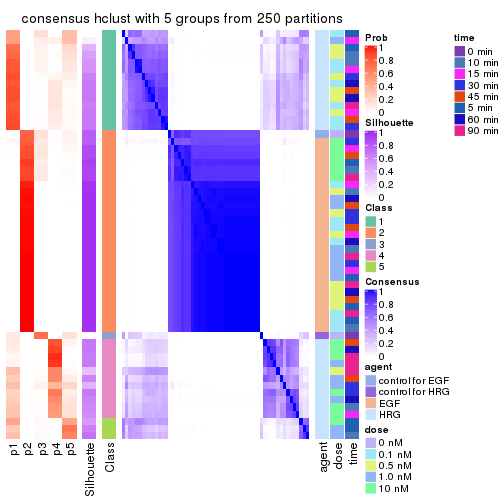 consensus hclust with 5 groups from 250 partitions
Prob
1
0.8
0.6
0.4
0.2
0
Silhouette
1
0.8
0.6
0.4
0.2
0
Class
1
2
3
4
5
Consensus
1
0.8
0.6
0.4
0.2
0
agent
control for EGF
control for HRG
EGF
HRG
dose
0 nM
0.1 nM
0.5 nM
1.0 nM
10 nM
time
0 min
10 min
15 min
30 min
45 min
5 min
60 min
90 min
p1
p2
p3
p4
p5
Silhouette
Class
agent
dose
time